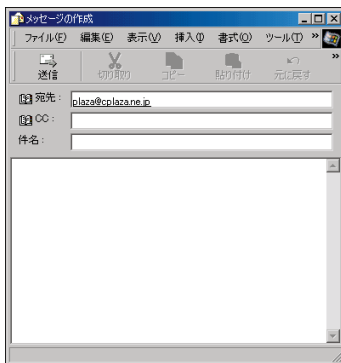 メッセージの作成
ファイル(F) 編集(E) 表示(V) 挿入(I) 書式(O) ツール(T) »
送信 切り取り コピー 貼り付け 元に戻す »
宛先: plaza@cplaza.ne.jp
CC:
件名: